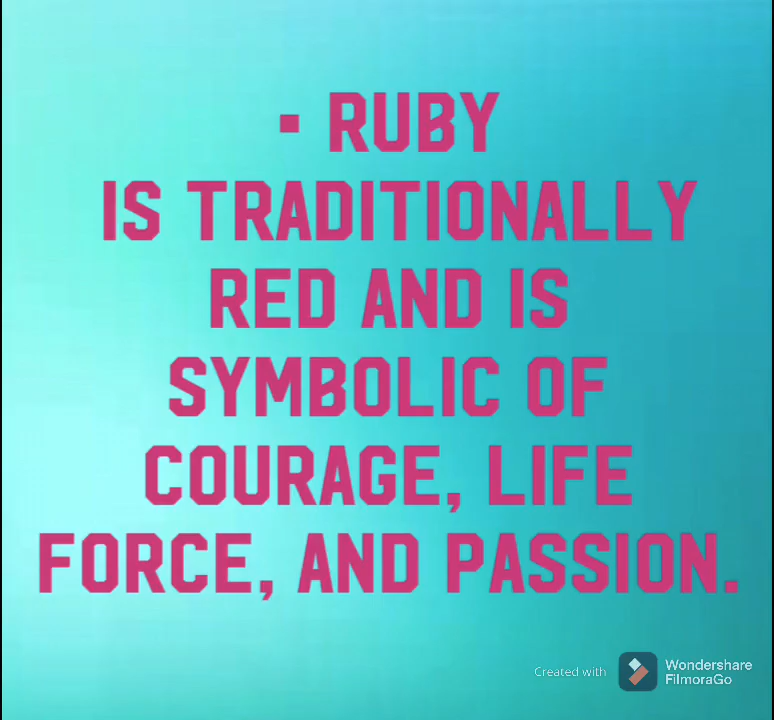 ▪ RUBY
IS TRADITIONALLY
RED AND IS
SYMBOLIC OF
COURAGE, LIFE
FORCE, AND PASSION.
Created with
Wondershare
FilmoraGo